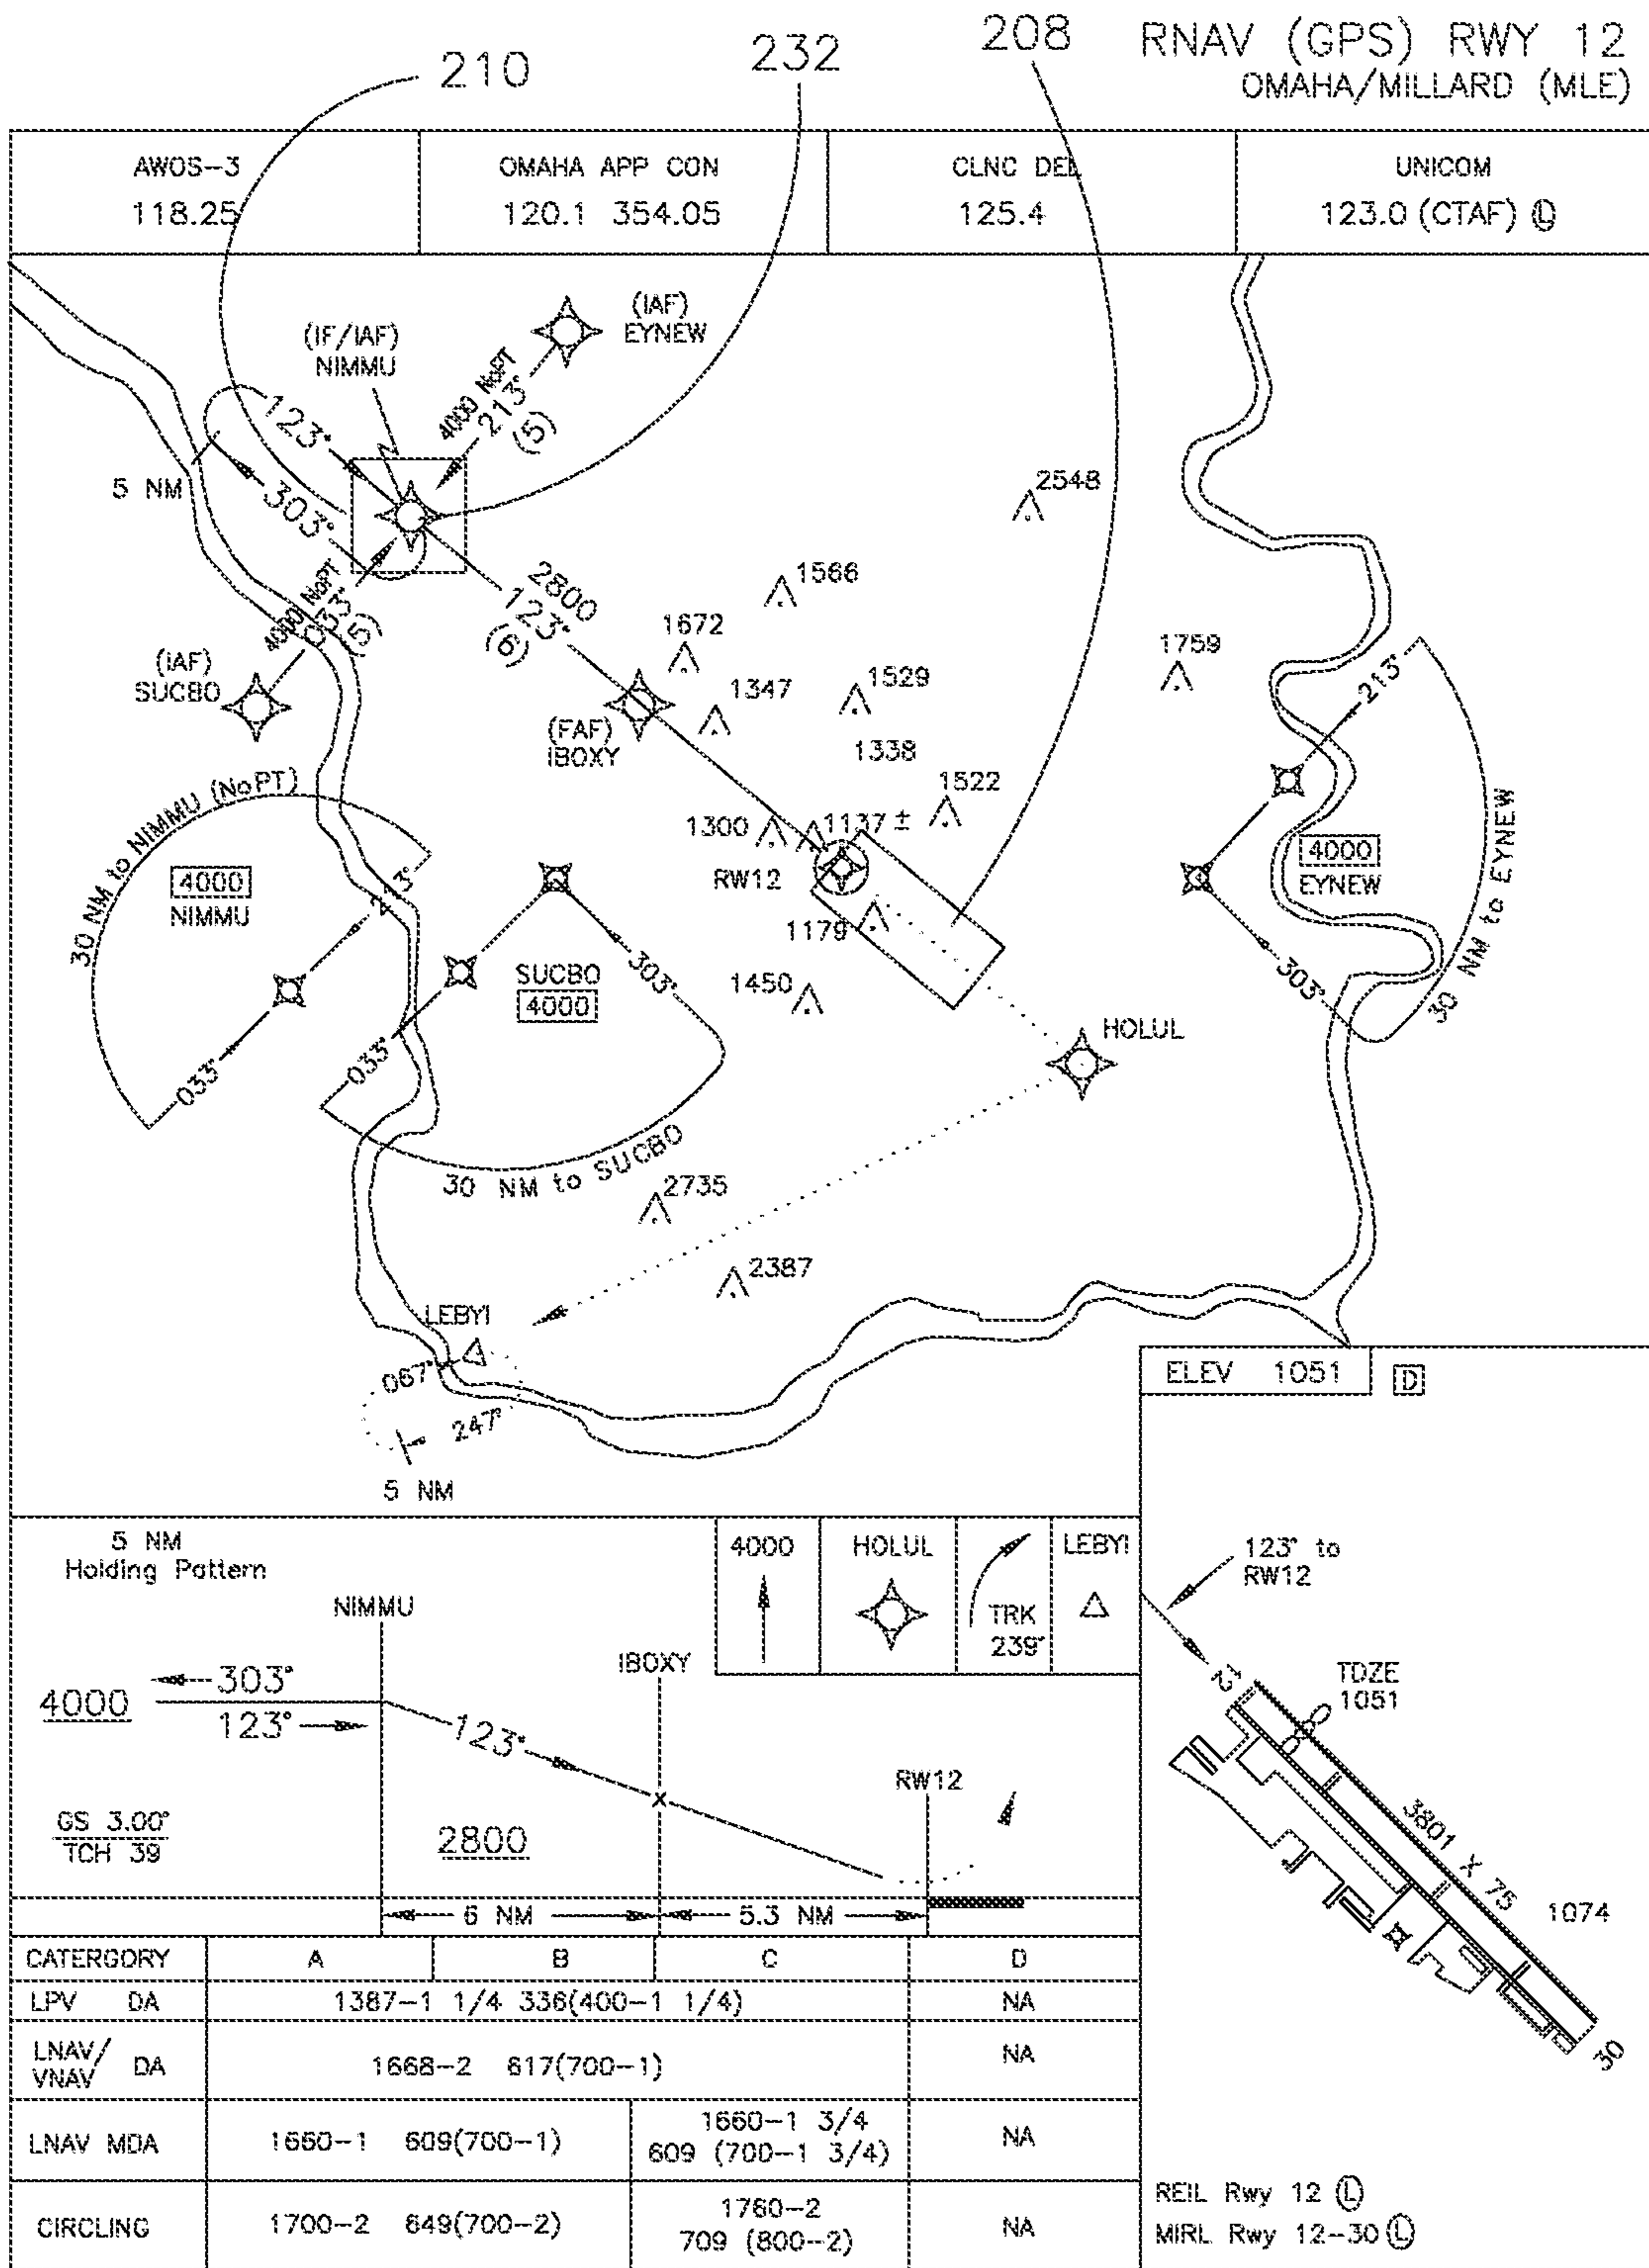 210
232
208
RNAV (GPS) RWY 12
OMAHA/MILLARD (MLE)
AWOS-3
118.25
OMAHA APP CON
120.1 354.05
CLNC DEL
125.4
UNICOM
123.0 (CTAF) Ⓛ
(IAF)
EYNEW
(IF/IAF)
NIMMU
4000 NoPT
213°
(5)
123°
303°
5 NM
2548
2800
123°
(6)
1566
1672
4000 NoPT
033°
(5)
(IAF)
SUCBO
1347
1529
1759
(FAF)
IBOXY
1338
1522
213°
30 NM to NIMMU (NoPT)
4000
NIMMU
213°
033°
1300
1137 ±
RW12
1179
1450
4000
EYNEW
303°
30 NM to EYNEW
SUCBO
4000
303°
033°
30 NM to SUCBO
HOLUL
2735
2387
LEBYI
067°
247°
5 NM
ELEV 1051
D
5 NM
Holding Pattern
NIMMU
IBOXY
4000
HOLUL
TRK
239°
LEBYI
303°
4000
123°
123°
RW12
GS 3.00°
TCH 39
2800
6 NM
5.3 NM
123° to
RW12
12
TDZE
1051
3801 X 75
1074
30
CATERGORY A B C D
LPV DA 1387-1 1/4 336(400-1 1/4) NA
LNAV/
VNAV DA 1668-2 617(700-1) NA
LNAV MDA 1660-1 609(700-1) 1660-1 3/4
609 (700-1 3/4) NA
CIRCLING 1700-2 649(700-2) 1760-2
709 (800-2) NA
REIL Rwy 12 Ⓛ
MIRL Rwy 12-30 Ⓛ